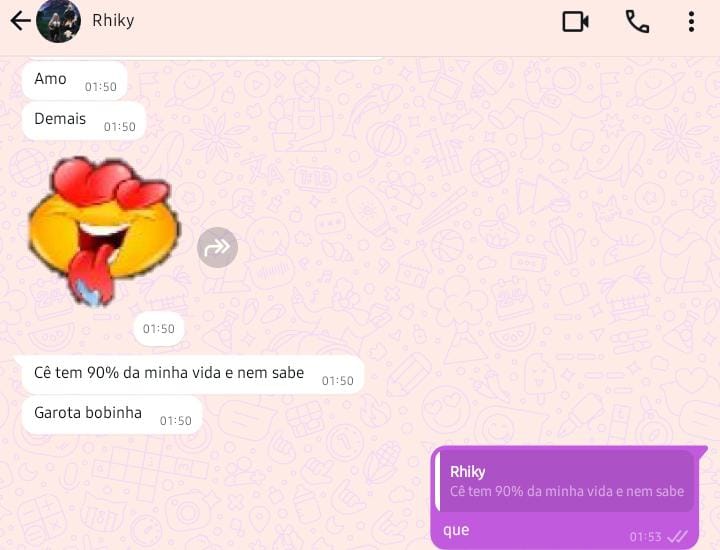 Rhiky
Amo 01:50
Demais 01:50
01:50
Cê tem 90% da minha vida e nem sabe 01:50
Garota bobinha 01:50
Rhiky
Cê tem 90% da minha vida e nem sabe
que 01:53